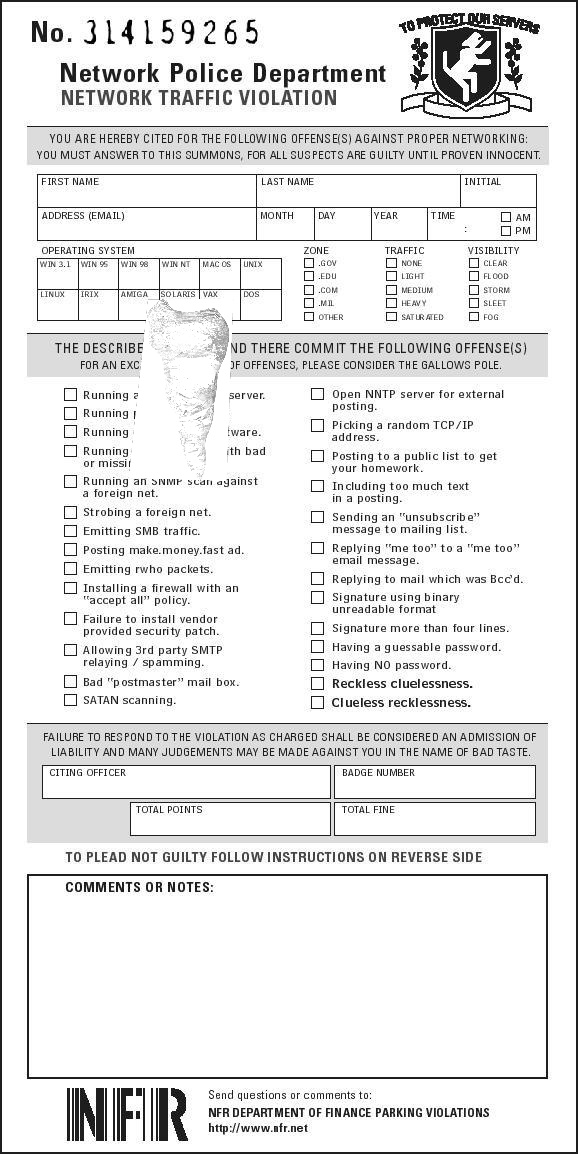 No. 314159265
TO PROTECT OUR SERVERS
Network Police Department
NETWORK TRAFFIC VIOLATION
YOU ARE HEREBY CITED FOR THE FOLLOWING OFFENSE(S) AGAINST PROPER NETWORKING:
YOU MUST ANSWER TO THIS SUMMONS, FOR ALL SUSPECTS ARE GUILTY UNTIL PROVEN INNOCENT.
FIRST NAME LAST NAME INITIAL
ADDRESS (EMAIL) MONTH DAY YEAR TIME : AM
PM
OPERATING SYSTEM
WIN 3.1 WIN 95 WIN 98 WIN NT MAC OS UNIX
LINUX IRIX AMIGA SOLARIS VAX DOS
ZONE
.GOV
.EDU
.COM
.MIL
OTHER
TRAFFIC
NONE
LIGHT
MEDIUM
HEAVY
SATURATED
VISIBILITY
CLEAR
FLOOD
STORM
SLEET
FOG
THE THERE COMMIT THE FOLLOWING OFFENSE(S)
FOR AN OF OFFENSES, PLEASE CONSIDER THE GALLOWS POLE.
Running server.
Running
Running
Running with bad
or
Running an SNMP scan against
a foreign net.
Strobing a foreign net.
Emitting SMB traffic.
Posting make.money.fast ad.
Emitting rwho packets.
Installing a firewall with an
"accept all" policy.
Failure to install vendor
provided security patch.
Allowing 3rd party SMTP
relaying / spamming.
Bad "postmaster" mail box.
SATAN scanning.
Open NNTP server for external
posting.
Picking a random TCP/IP
address.
Posting to a public list to get
your homework.
Including too much text
in a posting.
Sending an "unsubscribe"
message to mailing list.
Replying "me too" to a "me too"
email message.
Replying to mail which was Bcc'd.
Signature using binary
unreadable format
Signature more than four lines.
Having a guessable password.
Having NO password.
Reckless cluelessness.
Clueless recklessness.
FAILURE TO RESPOND TO THE VIOLATION AS CHARGED SHALL BE CONSIDERED AN ADMISSION OF
LIABILITY AND MANY JUDGEMENTS MAY BE MADE AGAINST YOU IN THE NAME OF BAD TASTE.
CITING OFFICER BADGE NUMBER
TOTAL POINTS TOTAL FINE
TO PLEAD NOT GUILTY FOLLOW INSTRUCTIONS ON REVERSE SIDE
COMMENTS OR NOTES:
NFR
Send questions or comments to:
NFR DEPARTMENT OF FINANCE PARKING VIOLATIONS
http://www.nfr.net